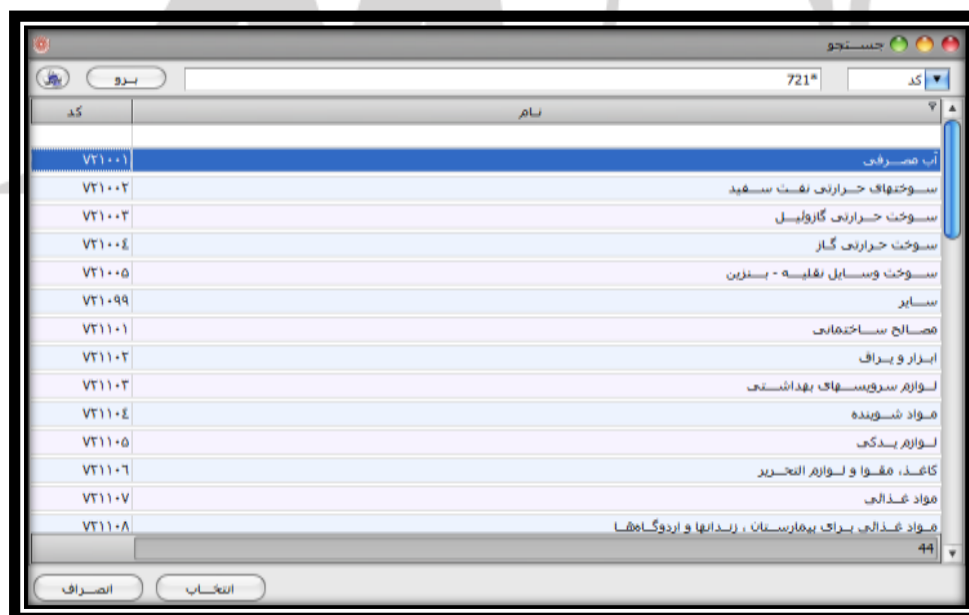 جستجو
کد 721* برو
نام کد
آب مصرفی ۷۲۱۰۰۱
سوختهای حرارتی نفت سفید ۷۲۱۰۰۲
سوخت حرارتی گازوئیل ۷۲۱۰۰۳
سوخت حرارتی گاز ۷۲۱۰۰۴
سوخت وسایل نقلیه - بنزین ۷۲۱۰۰۵
سایر ۷۲۱۰۹۹
مصالح ساختمانی ۷۲۱۱۰۱
ابزار و یراق ۷۲۱۱۰۲
لوازم سرویسهای بهداشتی ۷۲۱۱۰۳
مواد شوینده ۷۲۱۱۰۴
لوازم یدکی ۷۲۱۱۰۵
کاغذ، مقوا و لوازم التحریر ۷۲۱۱۰۶
مواد غذائی ۷۲۱۱۰۷
مواد غذائی برای بیمارستان ، زندانها و اردوگاهها ۷۲۱۱۰۸
44
انتخاب انصراف